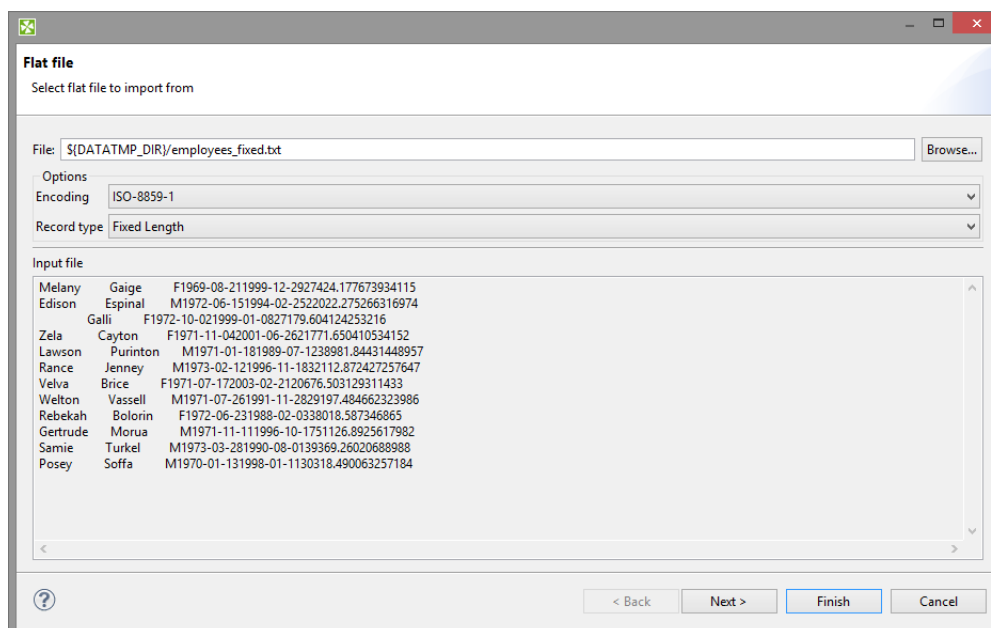 Flat file
Select flat file to import from
File: ${DATATMP_DIR}/employees_fixed.txt Browse...
Options
Encoding ISO-8859-1
Record type Fixed Length
Input file
Melany Gaige F1969-08-211999-12-2927424.177673934115
Edison Espinal M1972-06-151994-02-2522022.275266316974
Galli F1972-10-021999-01-0827179.604124253216
Zela Cayton F1971-11-042001-06-2621771.650410534152
Lawson Purinton M1971-01-181989-07-1238981.84431448957
Rance Jenney M1973-02-121996-11-1832112.872427257647
Velva Brice F1971-07-172003-02-2120676.503129311433
Welton Vassell M1971-07-261991-11-2829197.484662323986
Rebekah Bolorin F1972-06-231988-02-0338018.587346865
Gertrude Morua M1971-11-111996-10-1751126.8925617982
Samie Turkel M1973-03-281990-08-0139369.26020688988
Posey Soffa M1970-01-131998-01-1130318.490063257184
? < Back Next > Finish Cancel